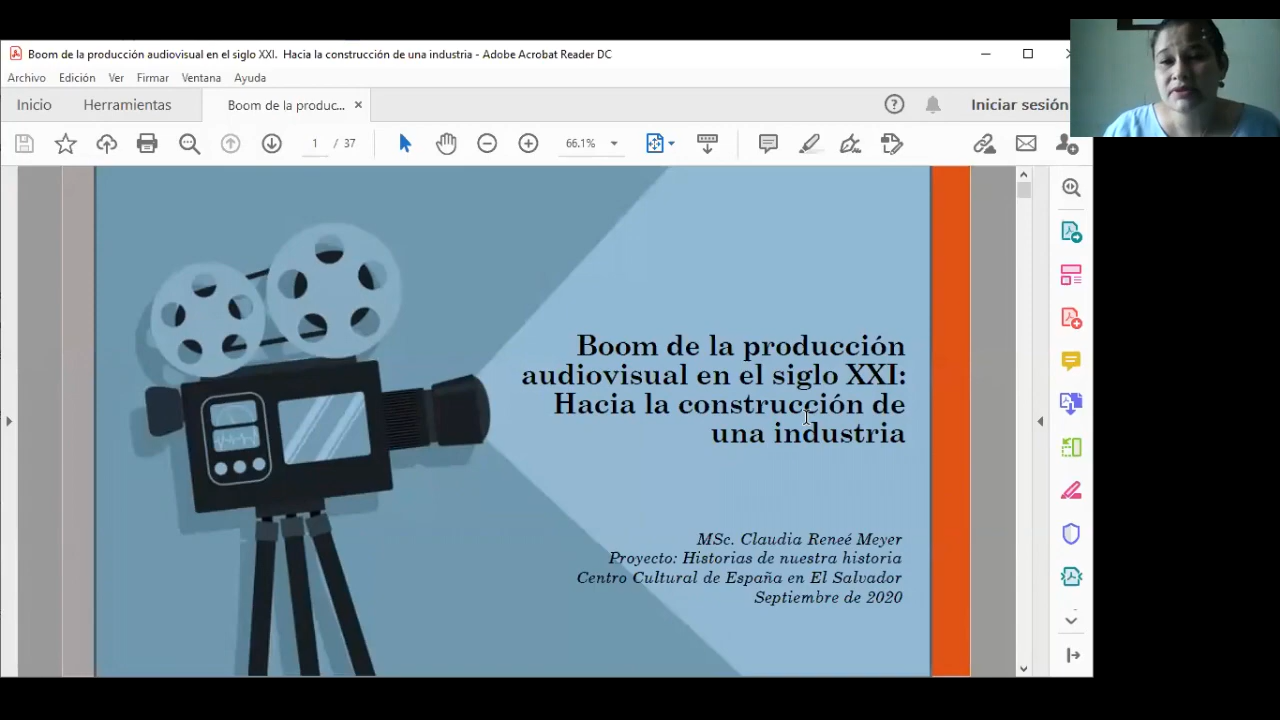 Boom de la producción audiovisual en el siglo XXI.  Hacia la construcción de una industria - Adobe Acrobat Reader DC
Archivo Edición Ver Firmar Ventana Ayuda
Inicio Herramientas Boom de la produc... Iniciar sesión
1 / 37 66.1%
Boom de la producción
audiovisual en el siglo XXI:
Hacia la construcción de
una industria
MSc. Claudia Reneé Meyer
Proyecto: Historias de nuestra historia
Centro Cultural de España en El Salvador
Septiembre de 2020